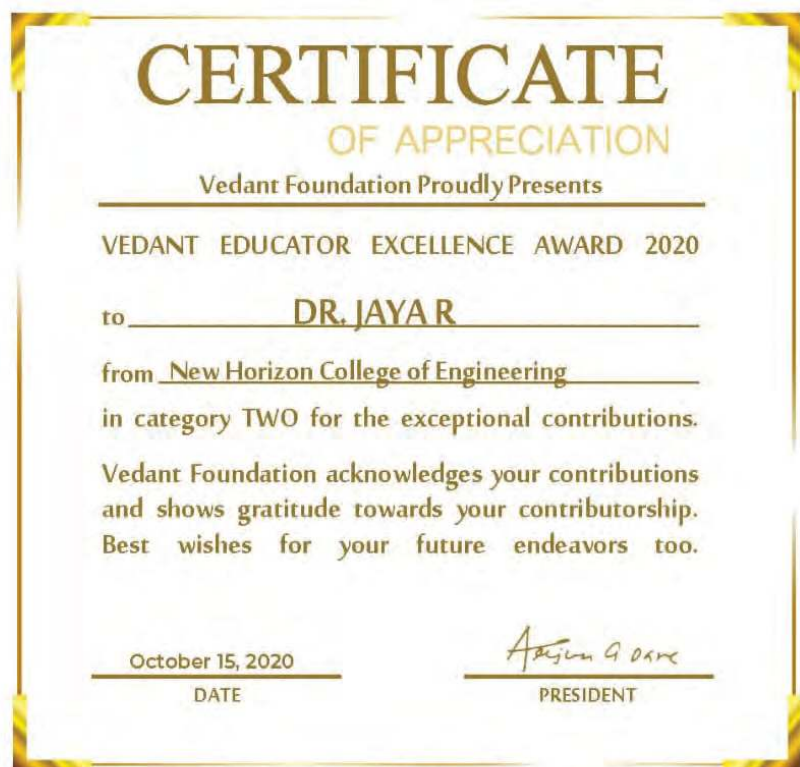 CERTIFICATE
OF APPRECIATION
Vedant Foundation Proudly Presents
VEDANT EDUCATOR EXCELLENCE AWARD 2020
to DR. JAYA R
from New Horizon College of Engineering
in category TWO for the exceptional contributions.
Vedant Foundation acknowledges your contributions
and shows gratitude towards your contributorship.
Best wishes for your future endeavors too.
October 15, 2020
DATE
PRESIDENT